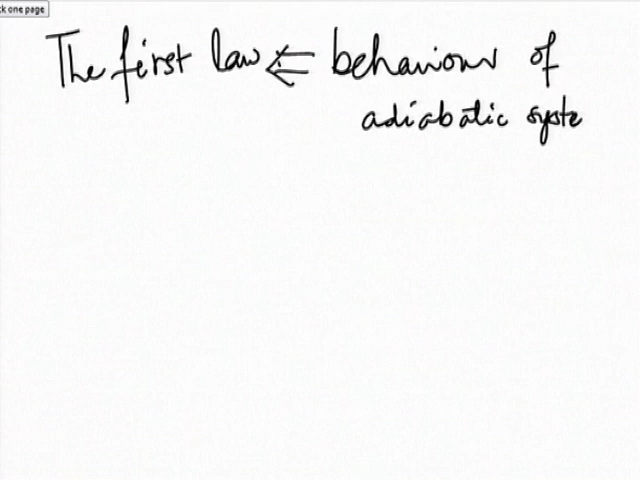 ck one page
The first law ⇐ behaviour of
adiabatic syste